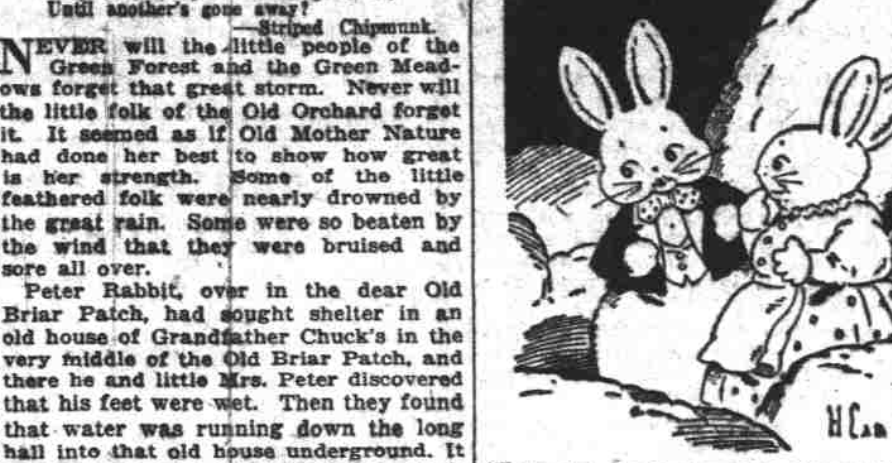 Until another's gone away?
—Striped Chipmunk.
NEVER will the little people of the
Green Forest and the Green Mead-
ows forget that great storm. Never will
the little folk of the Old Orchard forget
it. It seemed as if Old Mother Nature
had done her best to show how great
is her strength. Some of the little
feathered folk were nearly drowned by
the great rain. Some were so beaten by
the wind that they were bruised and
sore all over.
Peter Rabbit, over in the dear Old
Briar Patch, had sought shelter in an
old house of Grandfather Chuck's in the
very middle of the Old Briar Patch, and
there he and little Mrs. Peter discovered
that his feet were wet. Then they found
that water was running down the long
hall into that old house underground. It
H CAD